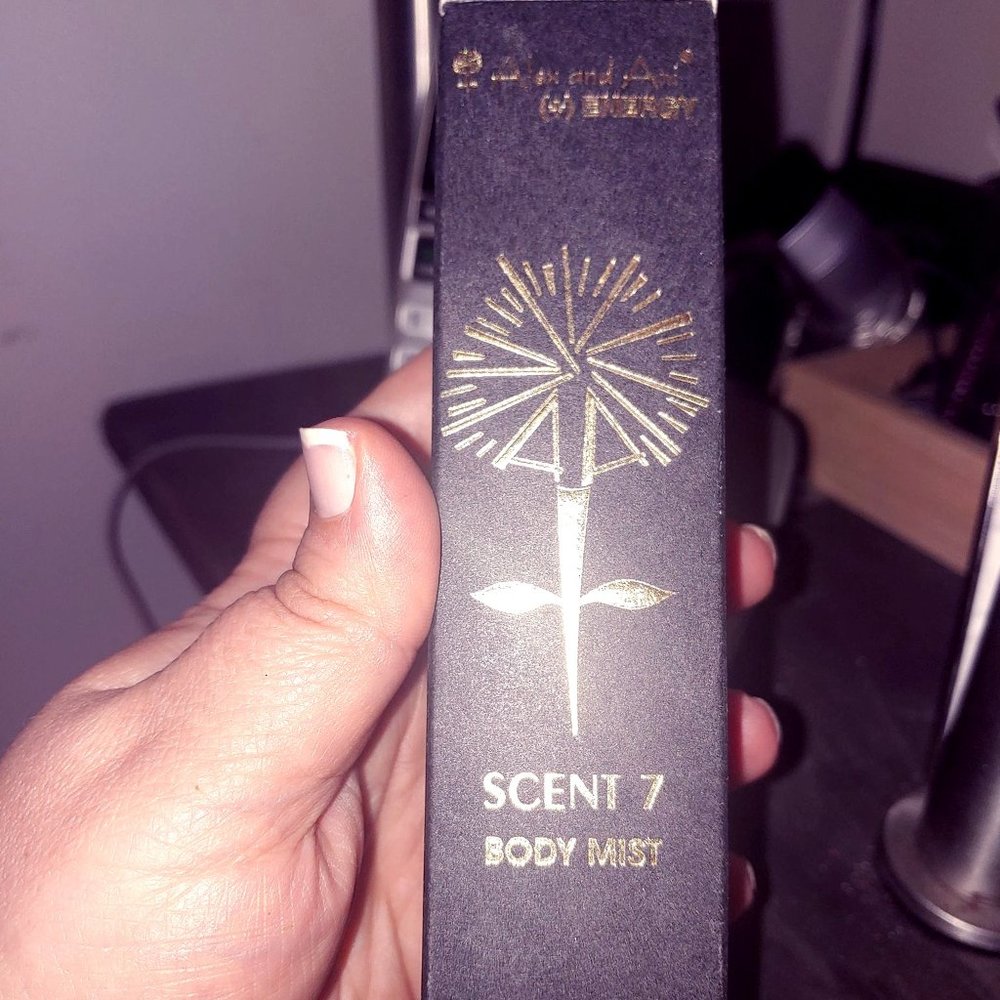 Alex and Ani®
(+) ENERGY
SCENT 7
BODY MIST